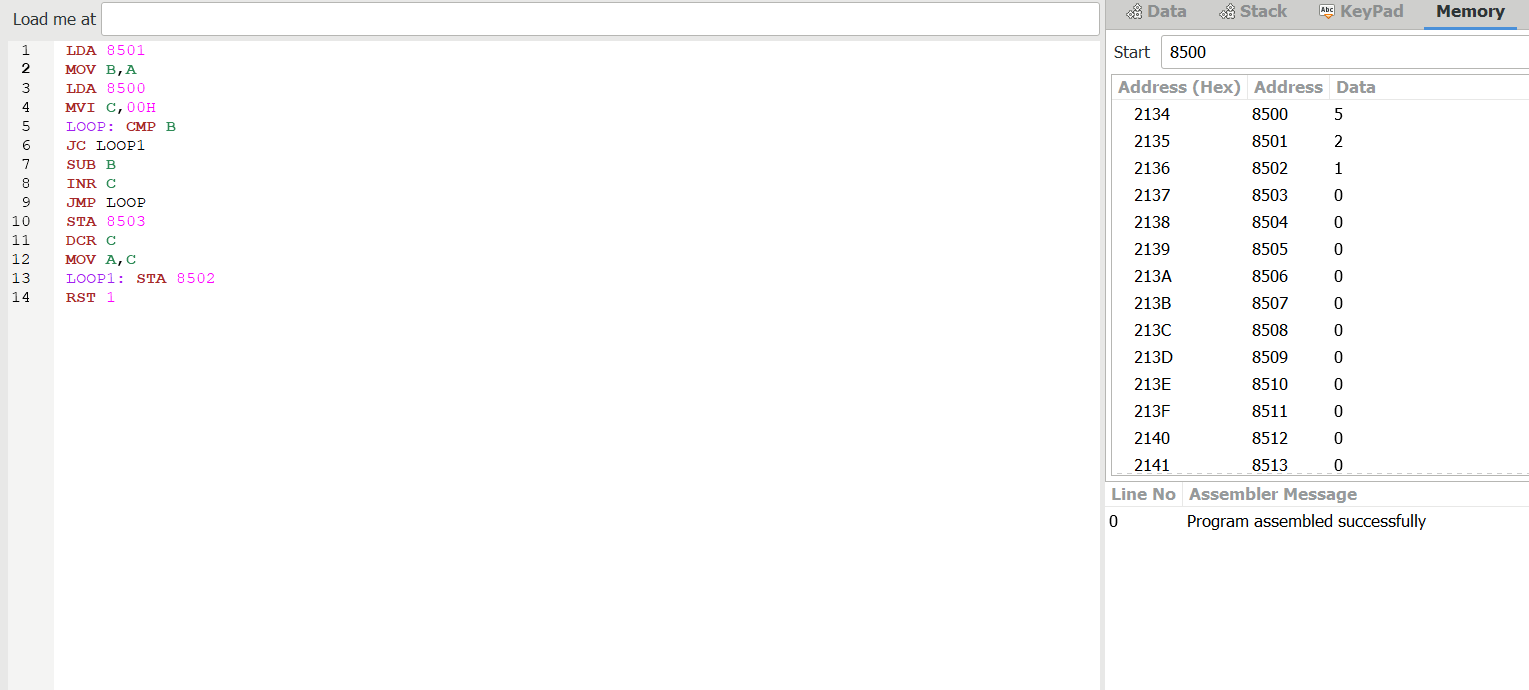 Load me at
1 LDA 8501
2 MOV B,A
3 LDA 8500
4 MVI C,00H
5 LOOP: CMP B
6 JC LOOP1
7 SUB B
8 INR C
9 JMP LOOP
10 STA 8503
11 DCR C
12 MOV A,C
13 LOOP1: STA 8502
14 RST 1
Data Stack Abc KeyPad Memory
Start 8500
Address (Hex) Address Data
2134 8500 5
2135 8501 2
2136 8502 1
2137 8503 0
2138 8504 0
2139 8505 0
213A 8506 0
213B 8507 0
213C 8508 0
213D 8509 0
213E 8510 0
213F 8511 0
2140 8512 0
2141 8513 0
Line No Assembler Message
0 Program assembled successfully